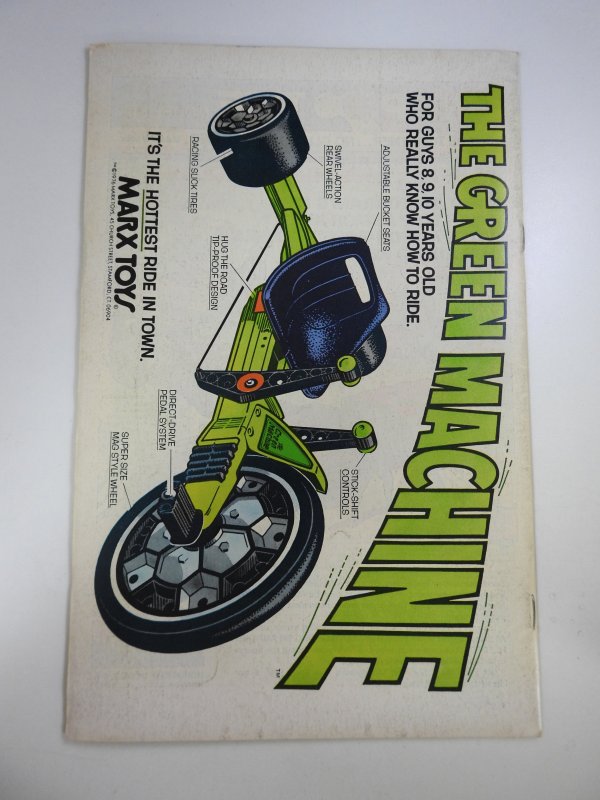 THE GREEN MACHINE
TM
FOR GUYS 8, 9, 10 YEARS OLD
WHO REALLY KNOW HOW TO RIDE.
ADJUSTABLE BUCKET SEATS
SWIVEL-ACTION
REAR WHEELS
STICK-SHIFT
CONTROLS
RACING SLICK TIRES
HUG THE ROAD
TIP-PROOF DESIGN
Green
Machine
DIRECT-DRIVE
PEDAL SYSTEM
SUPER SIZE
MAG STYLE WHEEL
IT'S THE HOTTEST RIDE IN TOWN.
MARX TOYS®